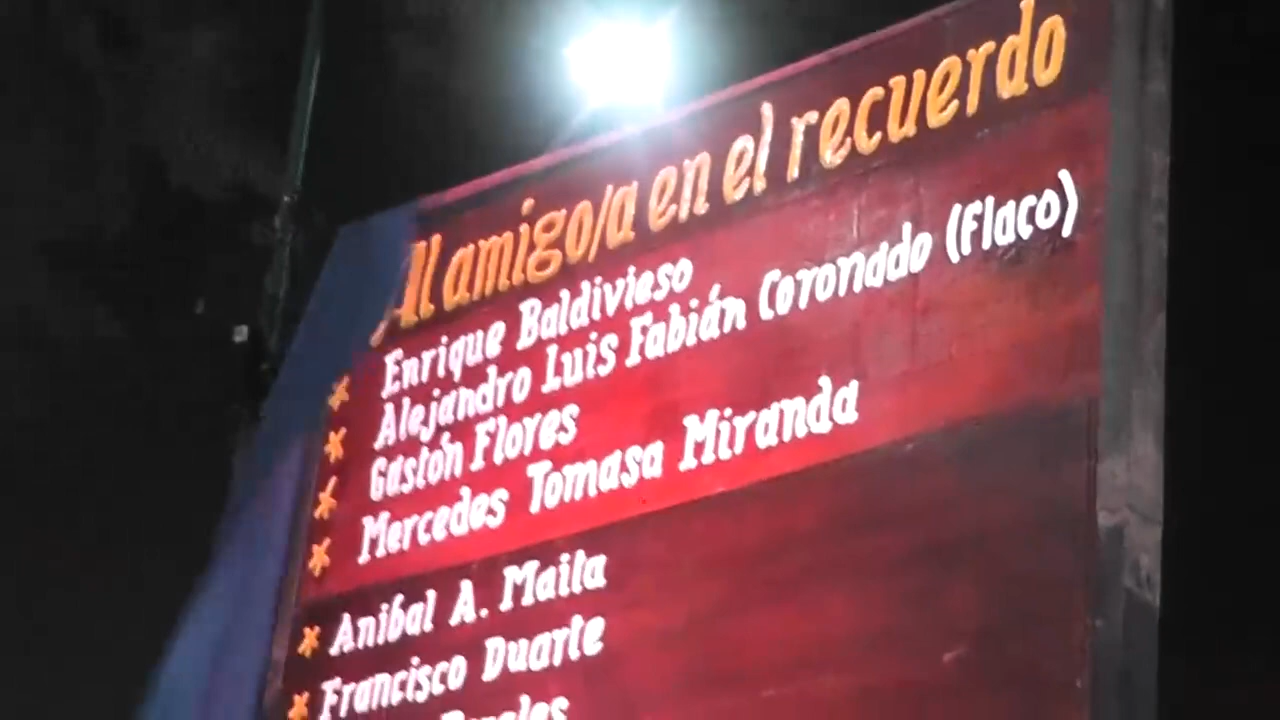 Al amigo/a en el recuerdo
Enrique Baldivieso
Alejandro Luis Fabián Coronado (Flaco)
Gastón Flores
Mercedes Tomasa Miranda
Anibal A. Maita
Francisco Duarte